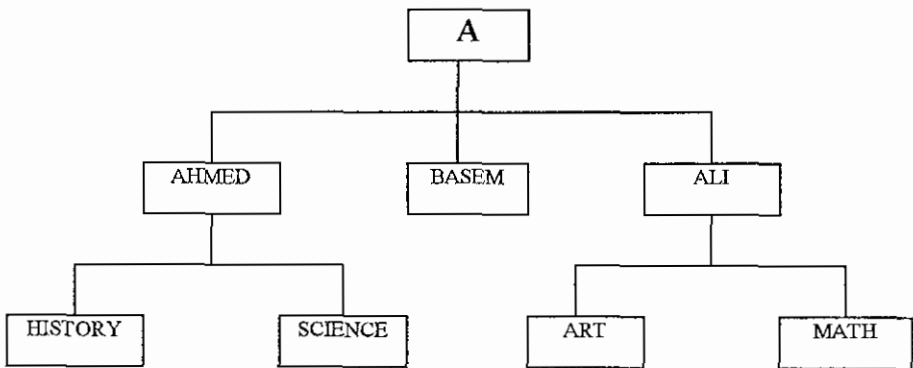 A
AHMED
BASEM
ALI
HISTORY
SCIENCE
ART
MATH